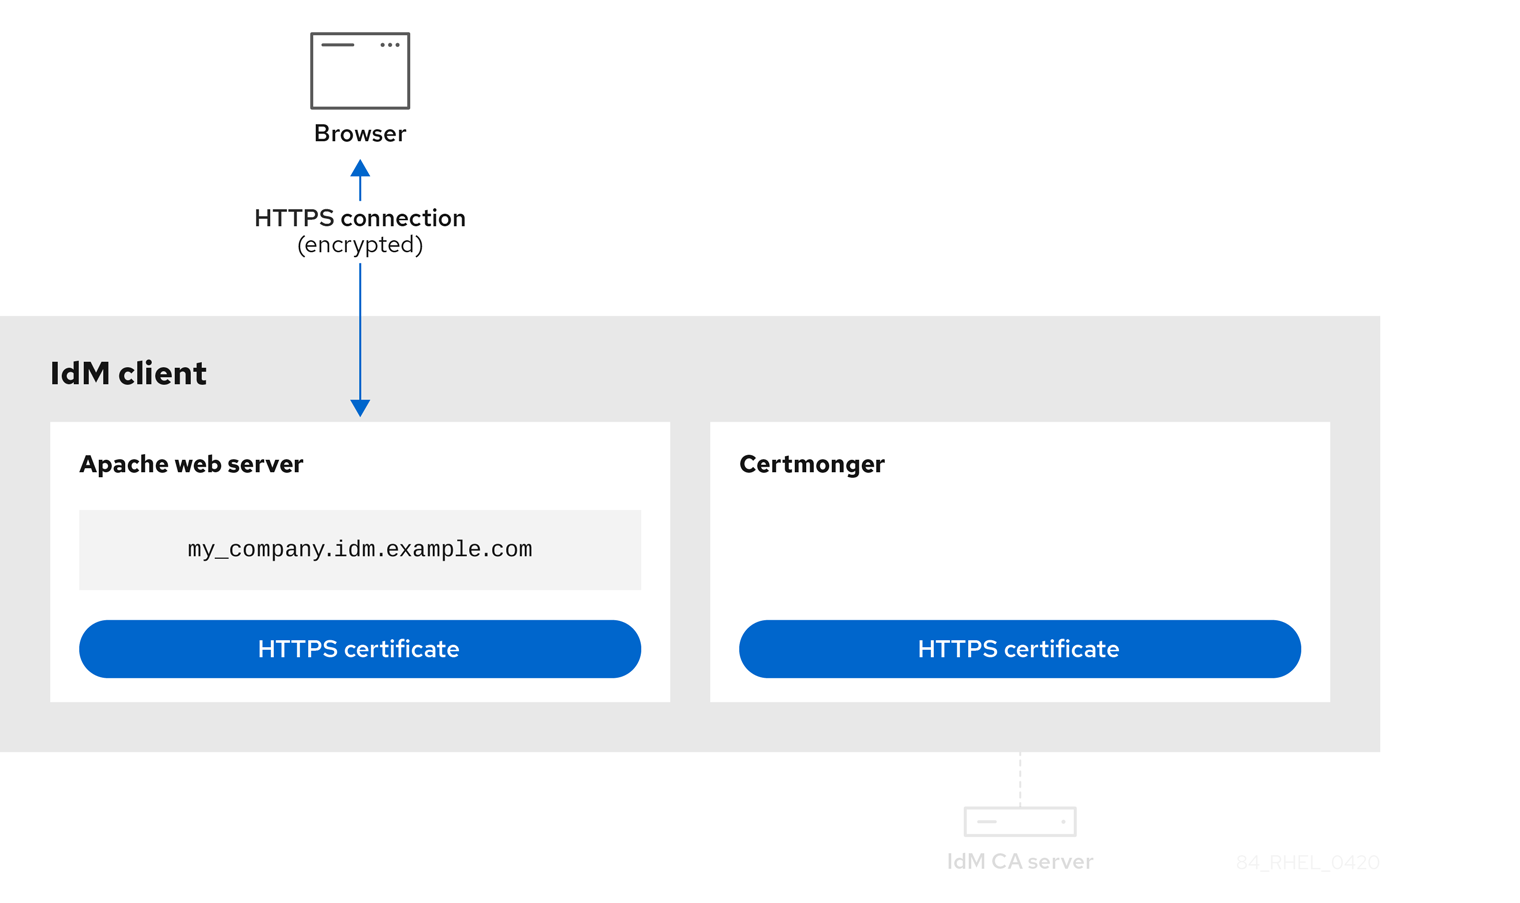 Browser
HTTPS connection
(encrypted)
IdM client
Apache web server
my_company.idm.example.com
HTTPS certificate
Certmonger
HTTPS certificate
IdM CA server
84_RHEL_0420